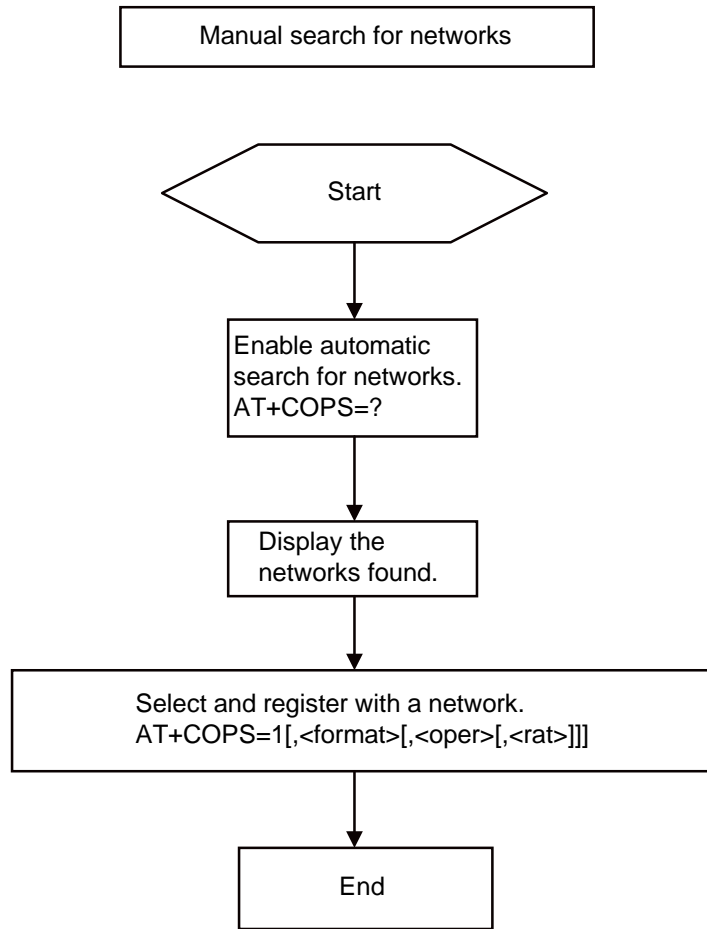 Manual search for networks
Start
Enable automatic
search for networks.
AT+COPS=?
Display the
networks found.
Select and register with a network.
AT+COPS=1[,<format>[,<oper>[,<rat>]]]
End